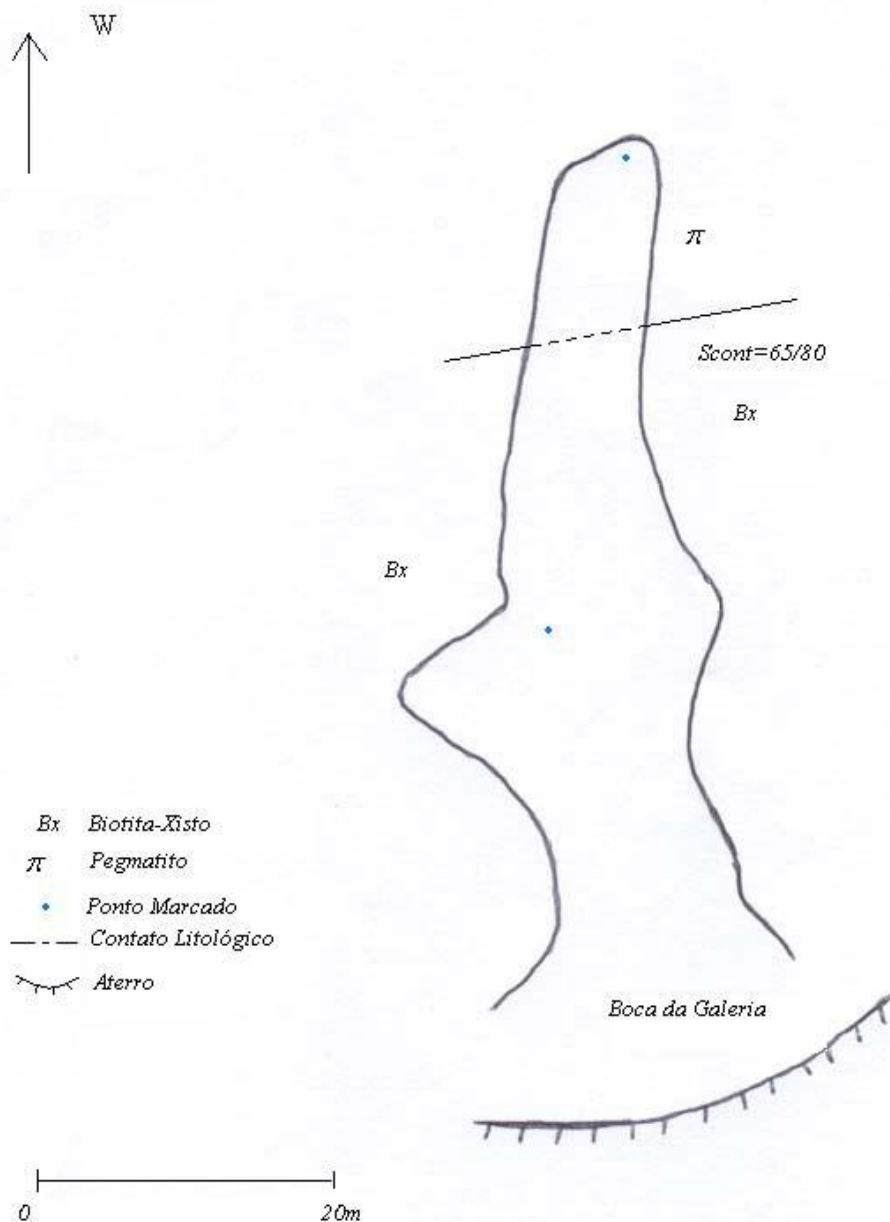 W
π
Scont=65/80
Bx
Bx
Bx Biotita-Xisto
π Pegmatito
Ponto Marcado
Contato Litológico
Aterro
Boca da Galeria
0 20m